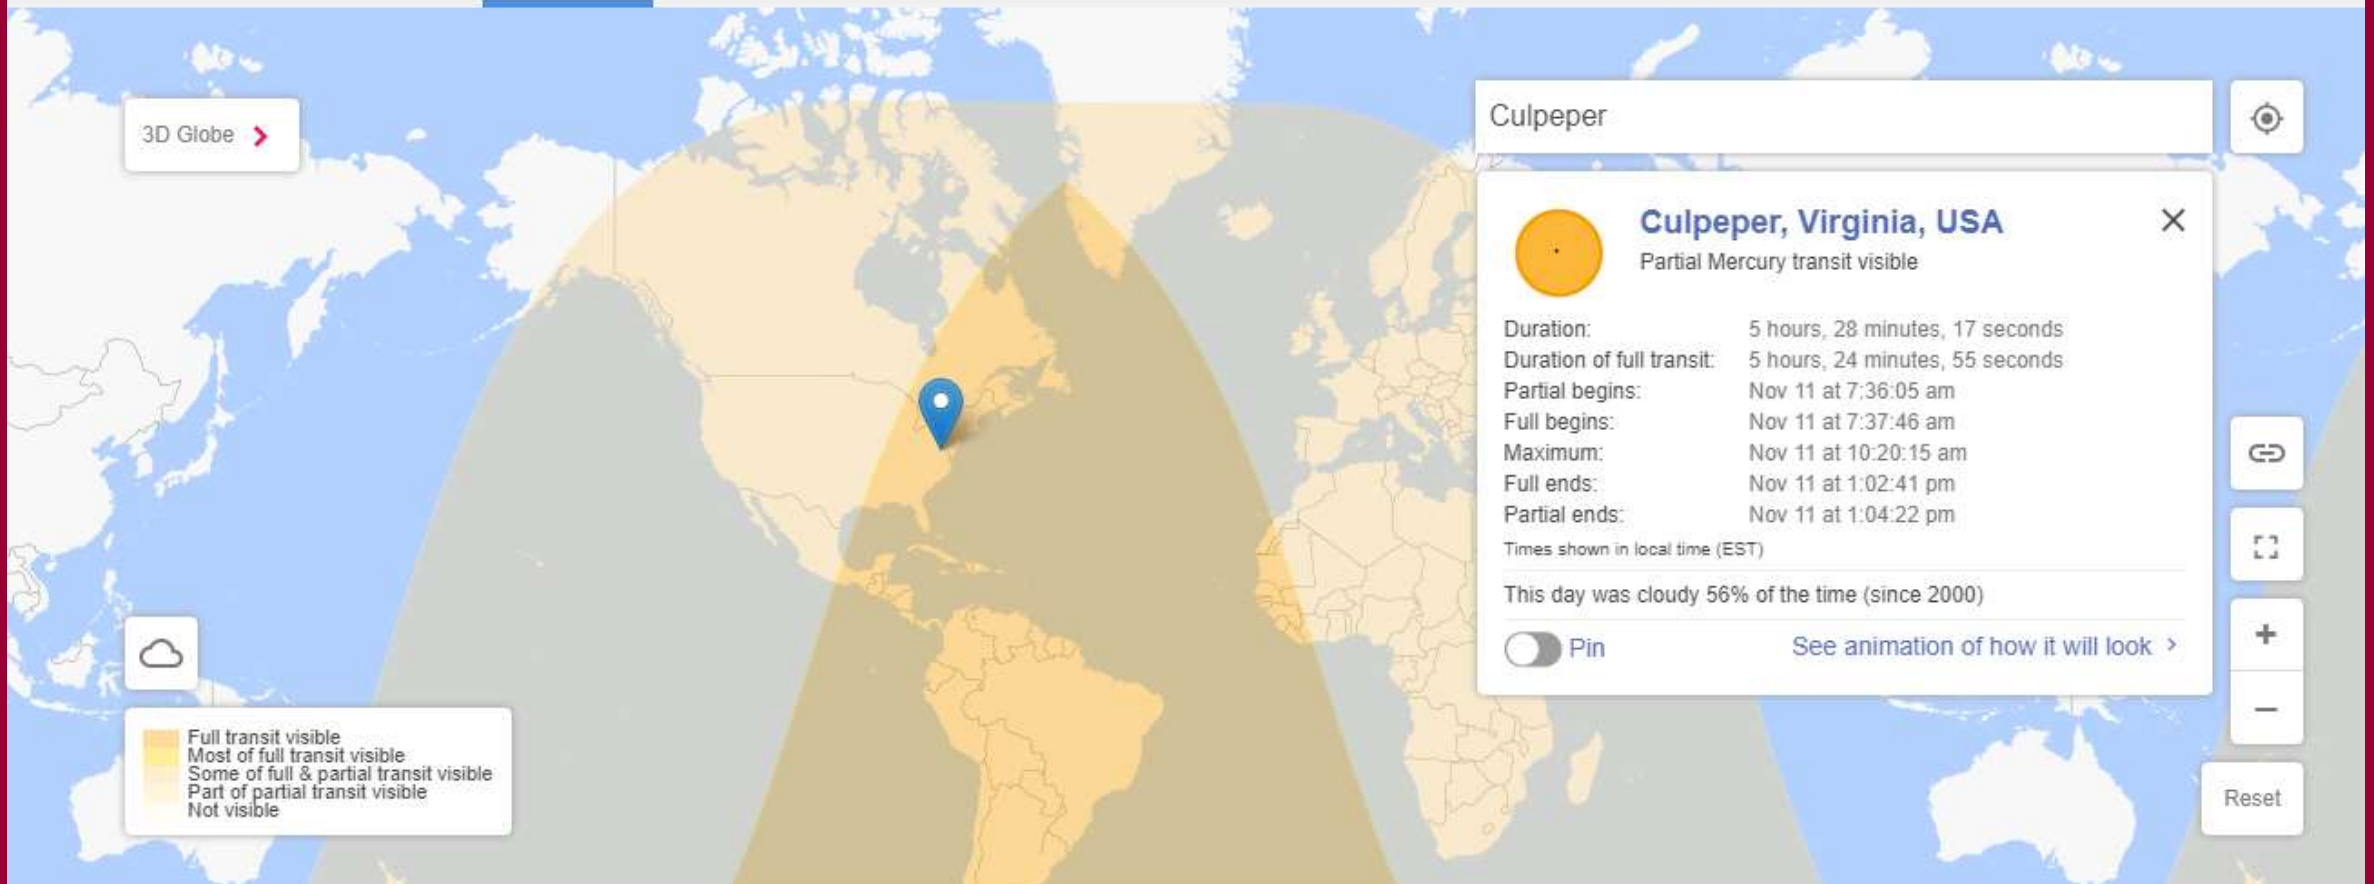 3D Globe
Culpeper
Culpeper, Virginia, USA
Partial Mercury transit visible
Duration: 5 hours, 28 minutes, 17 seconds
Duration of full transit: 5 hours, 24 minutes, 55 seconds
Partial begins: Nov 11 at 7:36:05 am
Full begins: Nov 11 at 7:37:46 am
Maximum: Nov 11 at 10:20:15 am
Full ends: Nov 11 at 1:02:41 pm
Partial ends: Nov 11 at 1:04:22 pm
Times shown in local time (EST)
This day was cloudy 56% of the time (since 2000)
Pin See animation of how it will look
Full transit visible
Most of full transit visible
Some of full & partial transit visible
Part of partial transit visible
Not visible
Reset